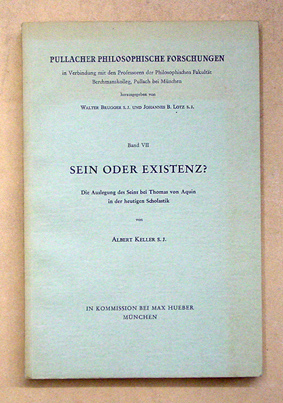 PULLACHER PHILOSOPHISCHE FORSCHUNGEN
in Verbindung mit den Professoren der Philosophischen Fakultät
Berchmanskolleg, Pullach bei München
herausgegeben von
WALTER BRUGGER S. J. UND JOHANNES B. LOTZ S. J.
Band VII
SEIN ODER EXISTENZ?
Die Auslegung des Seins bei Thomas von Aquin
in der heutigen Scholastik
von
ALBERT KELLER S. J.
IN KOMMISSION BEI MAX HUEBER
MÜNCHEN